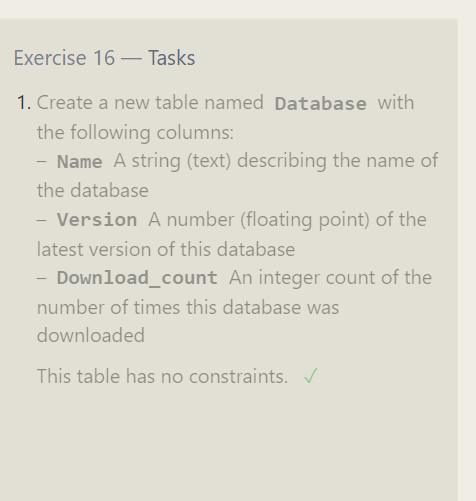 Exercise 16 — Tasks
1. Create a new table named Database with
the following columns:
– Name A string (text) describing the name of
the database
– Version A number (floating point) of the
latest version of this database
– Download_count An integer count of the
number of times this database was
downloaded
This table has no constraints. ✓